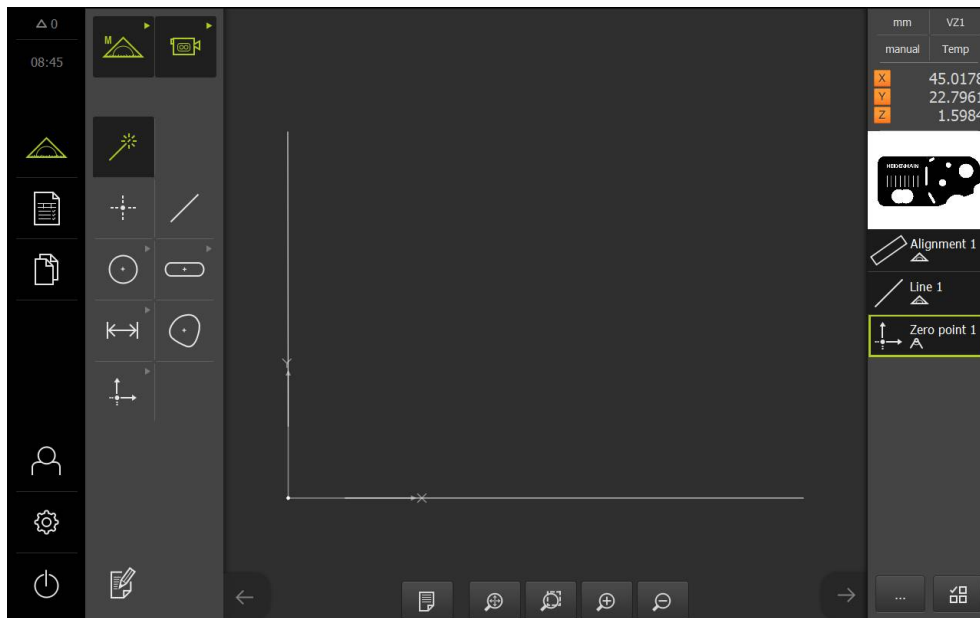 0
08:45
M
mm VZ1
manual Temp
X 45.0178
Y 22.7961
Z 1.5984
HEIDENHAIN
Alignment 1
Line 1
Zero point 1
Y
X
...